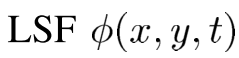 LSF ϕ(x, y, t)